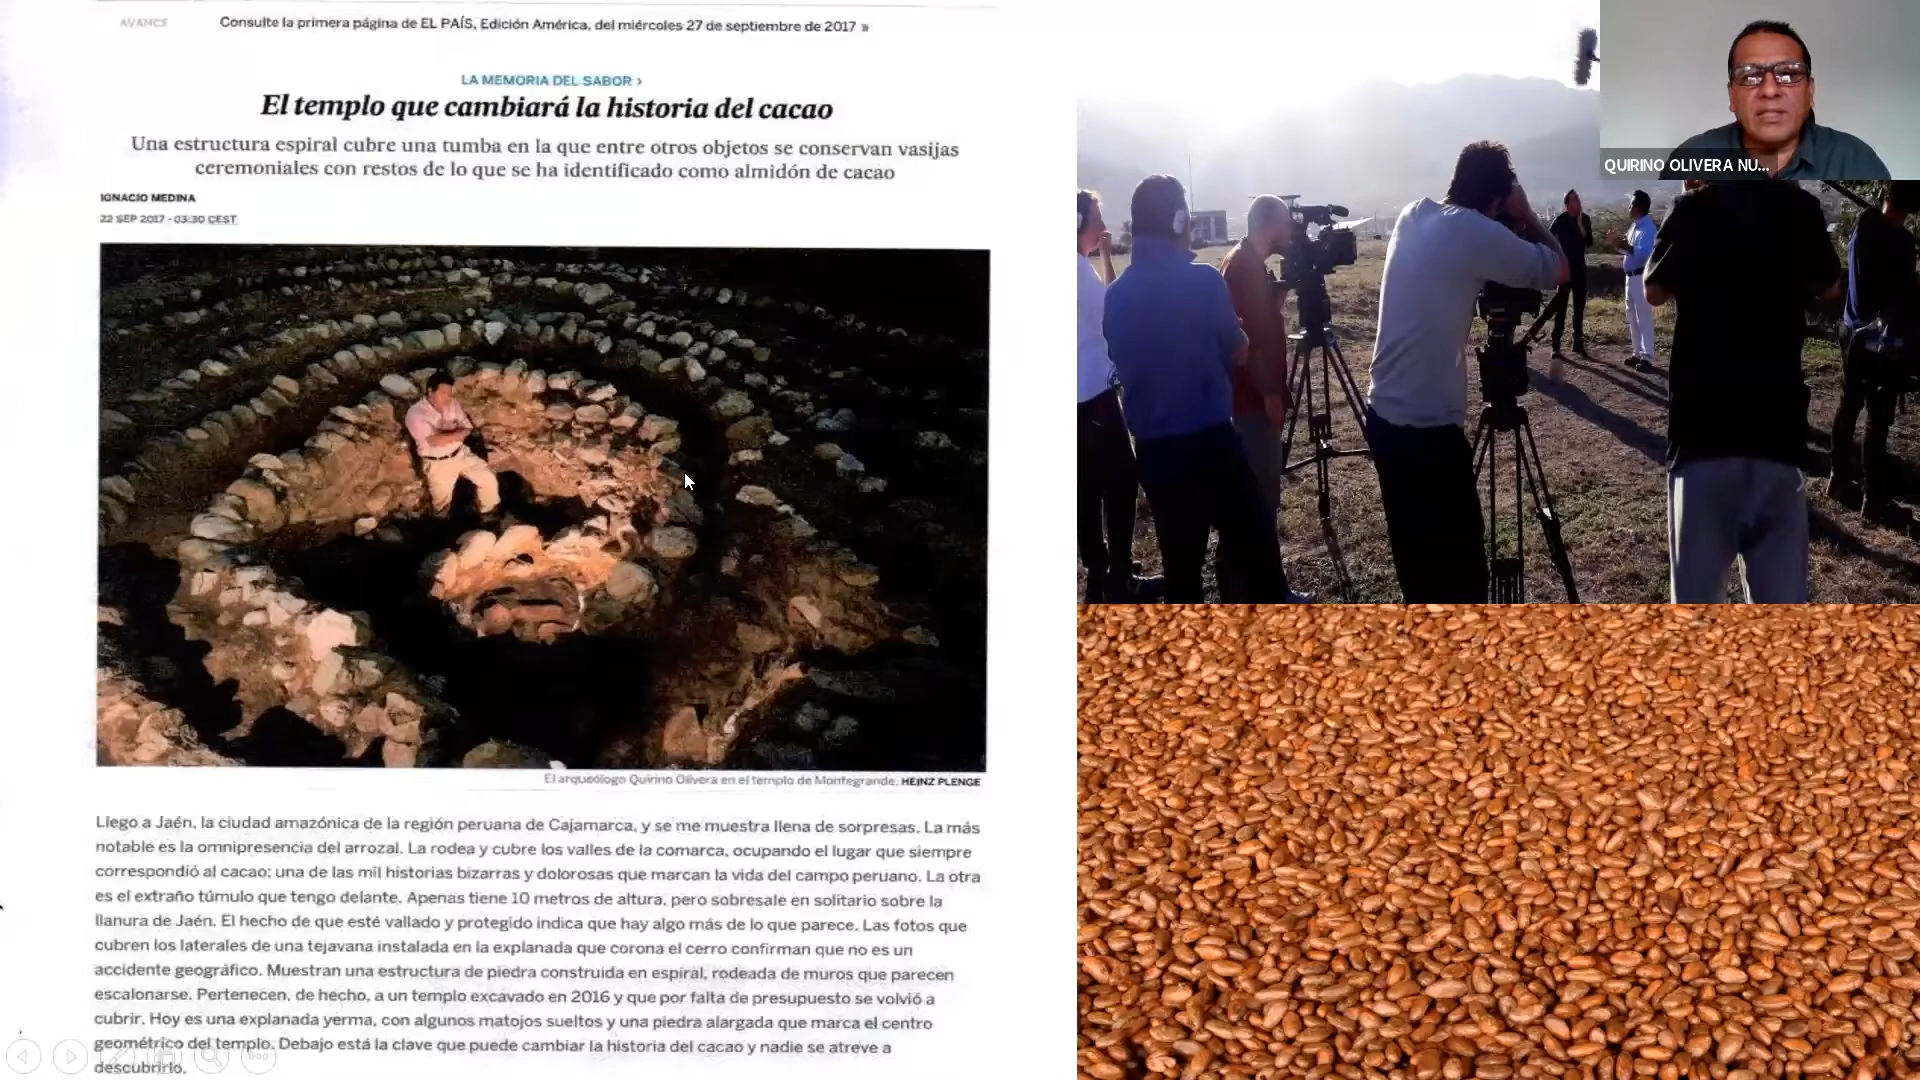 AVANCE Consulte la primera página de EL PAÍS, Edición América, del miércoles 27 de septiembre de 2017 »
LA MEMORIA DEL SABOR ›
El templo que cambiará la historia del cacao
Una estructura espiral cubre una tumba en la que entre otros objetos se conservan vasijas
ceremoniales con restos de lo que se ha identificado como almidón de cacao
IGNACIO MEDINA
22 SEP 2017 - 03:30 CEST
El arqueólogo Quirino Olivera en el templo de Montegrande. HEINZ PLENGE
Llego a Jaén, la ciudad amazónica de la región peruana de Cajamarca, y se me muestra llena de sorpresas. La más
notable es la omnipresencia del arrozal. La rodea y cubre los valles de la comarca, ocupando el lugar que siempre
correspondió al cacao; una de las mil historias bizarras y dolorosas que marcan la vida del campo peruano. La otra
es el extraño túmulo que tengo delante. Apenas tiene 10 metros de altura, pero sobresale en solitario sobre la
llanura de Jaén. El hecho de que esté vallado y protegido indica que hay algo más de lo que parece. Las fotos que
cubren los laterales de una tejavana instalada en la explanada que corona el cerro confirman que no es un
accidente geográfico. Muestran una estructura de piedra construida en espiral, rodeada de muros que parecen
escalonarse. Pertenecen, de hecho, a un templo excavado en 2016 y que por falta de presupuesto se volvió a
cubrir. Hoy es una explanada yerma, con algunos matojos sueltos y una piedra alargada que marca el centro
geométrico del templo. Debajo está la clave que puede cambiar la historia del cacao y nadie se atreve a
descubrirlo.
QUIRINO OLIVERA NU...